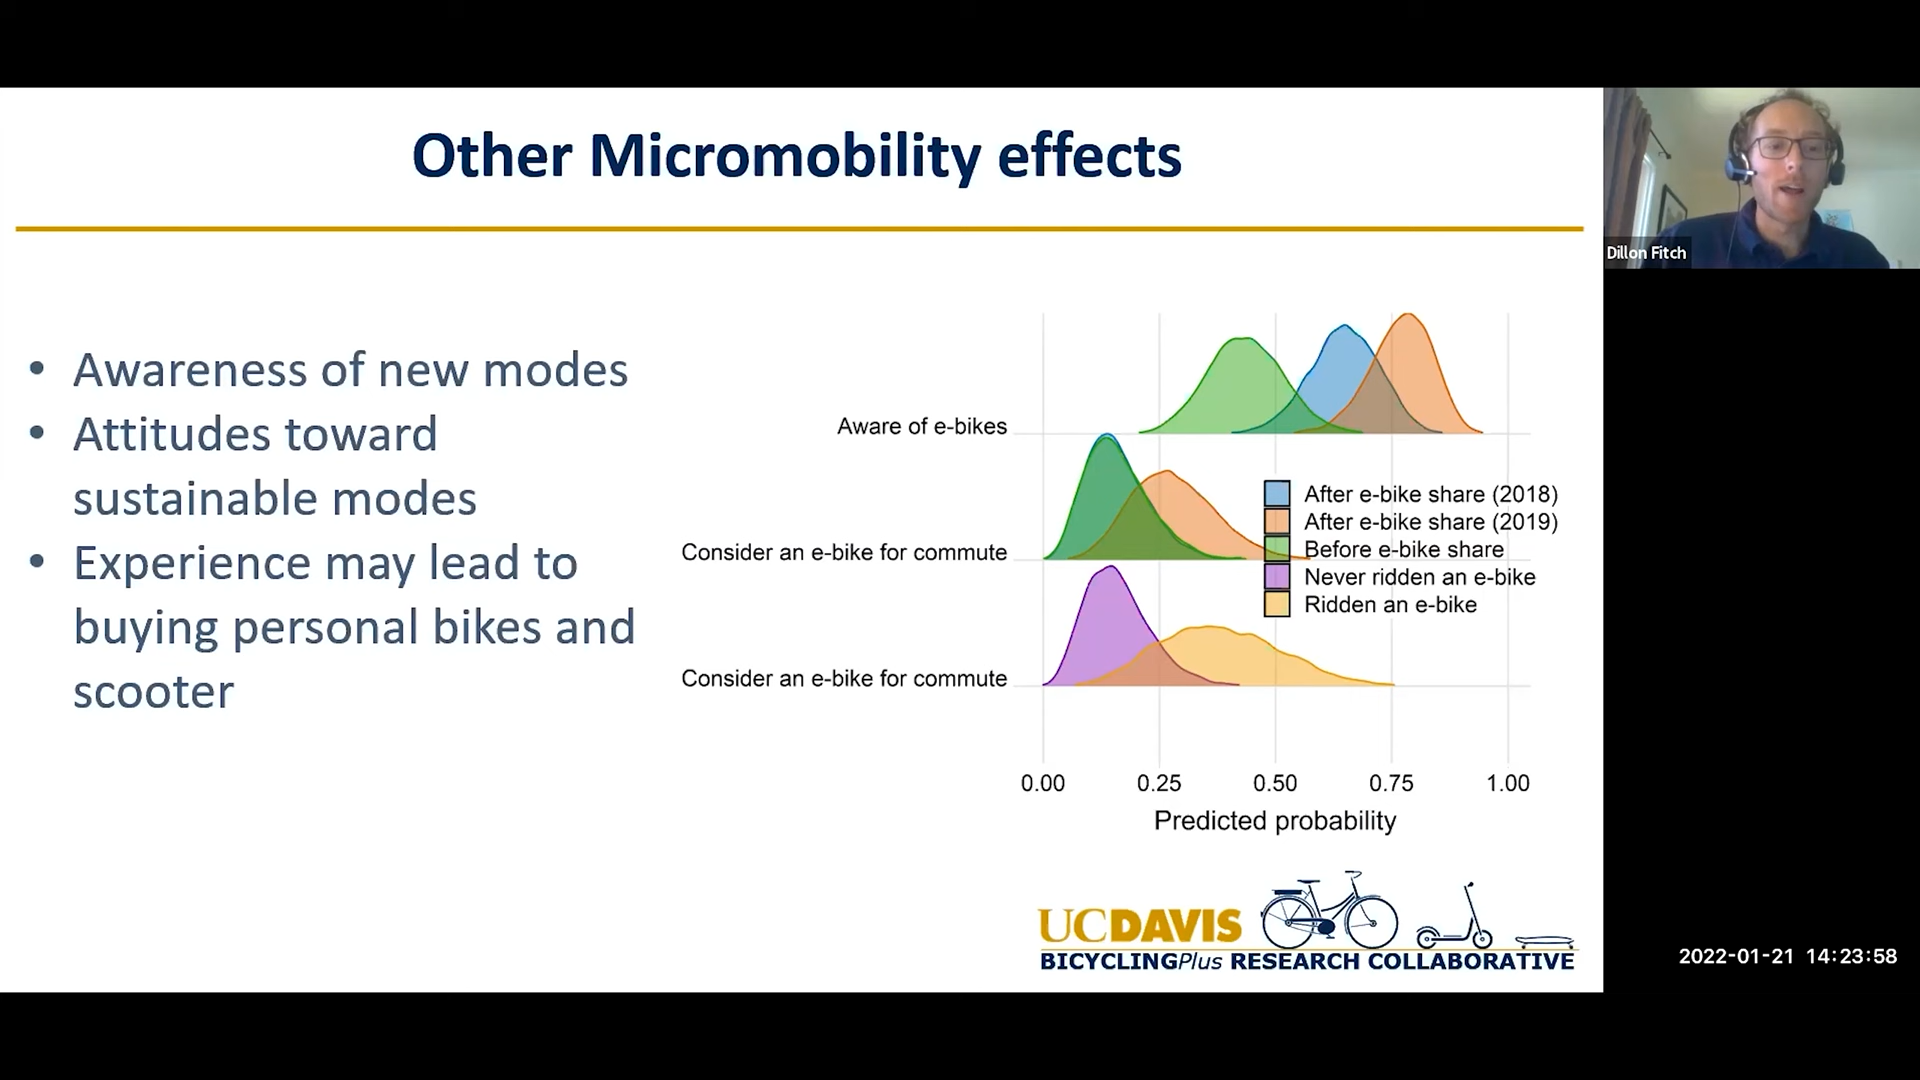 Other Micromobility effects
• Awareness of new modes
• Attitudes toward
sustainable modes
• Experience may lead to
buying personal bikes and
scooter
Aware of e-bikes
Consider an e-bike for commute
Consider an e-bike for commute
After e-bike share (2018)
After e-bike share (2019)
Before e-bike share
Never ridden an e-bike
Ridden an e-bike
0.00 0.25 0.50 0.75 1.00
Predicted probability
UCDAVIS
BICYCLINGPlus RESEARCH COLLABORATIVE
Dillon Fitch
2022-01-21 14:23:58